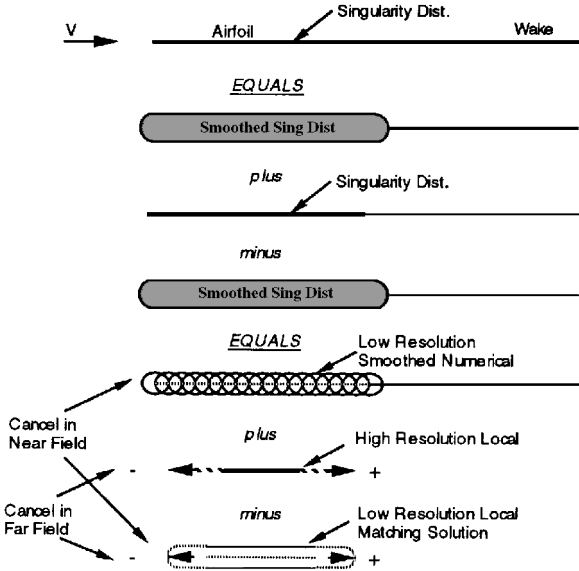 Singularity Dist.
V
Airfoil
Wake
EQUALS
Smoothed Sing Dist
plus
Singularity Dist.
minus
Smoothed Sing Dist
EQUALS
Low Resolution
Smoothed Numerical
Cancel in
Near Field
plus
High Resolution Local
-
+
Cancel in
Far Field
minus
Low Resolution Local
Matching Solution
-
+